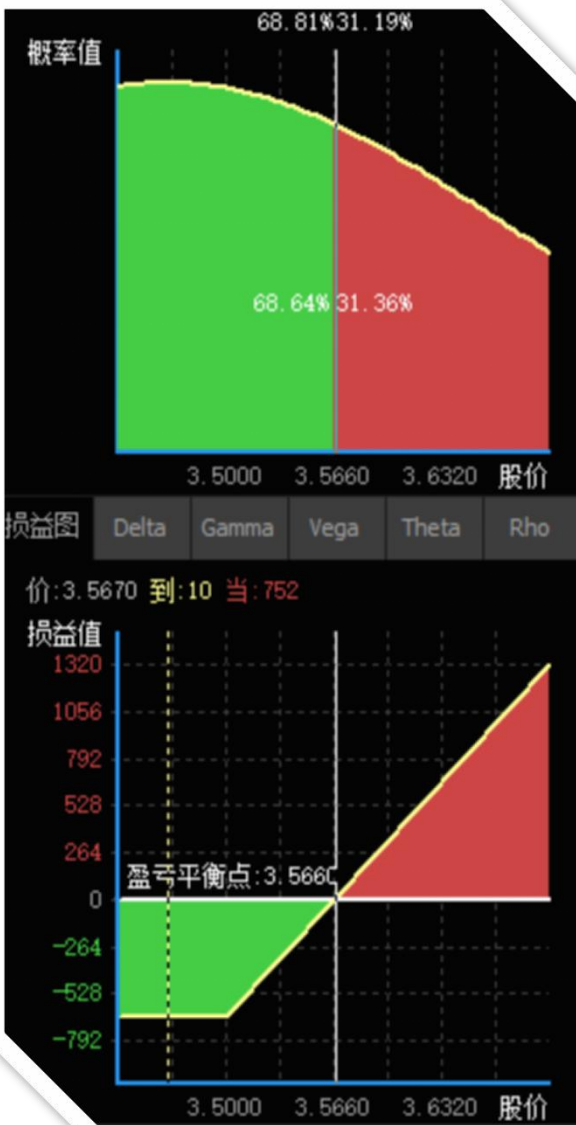 68.81%31.19%
概率值
68.64% 31.36%
3.5000 3.5660 3.6320 股价
损益图 Delta Gamma Vega Theta Rho
价:3.5670 到:10 当:752
损益值
1320
1056
792
528
264
盈亏平衡点:3.5660
0
-264
-528
-792
3.5000 3.5660 3.6320 股价